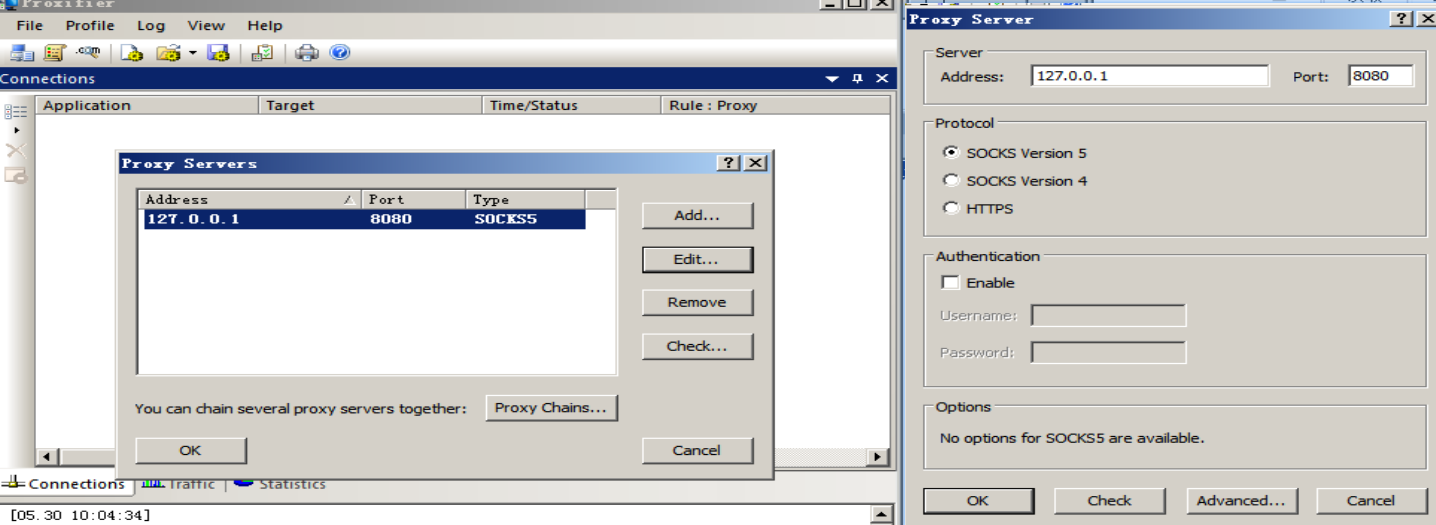 Proxifier
File Profile Log View Help
Connections
Application Target Time/Status Rule : Proxy
Proxy Servers
Address Port Type
127.0.0.1 8080 SOCKS5
Add...
Edit...
Remove
Check...
You can chain several proxy servers together: Proxy Chains...
OK Cancel
Connections Traffic Statistics
[05.30 10:04:34]
Proxy Server
Server
Address: 127.0.0.1 Port: 8080
Protocol
SOCKS Version 5
SOCKS Version 4
HTTPS
Authentication
Enable
Username:
Password:
Options
No options for SOCKS5 are available.
OK Check Advanced... Cancel